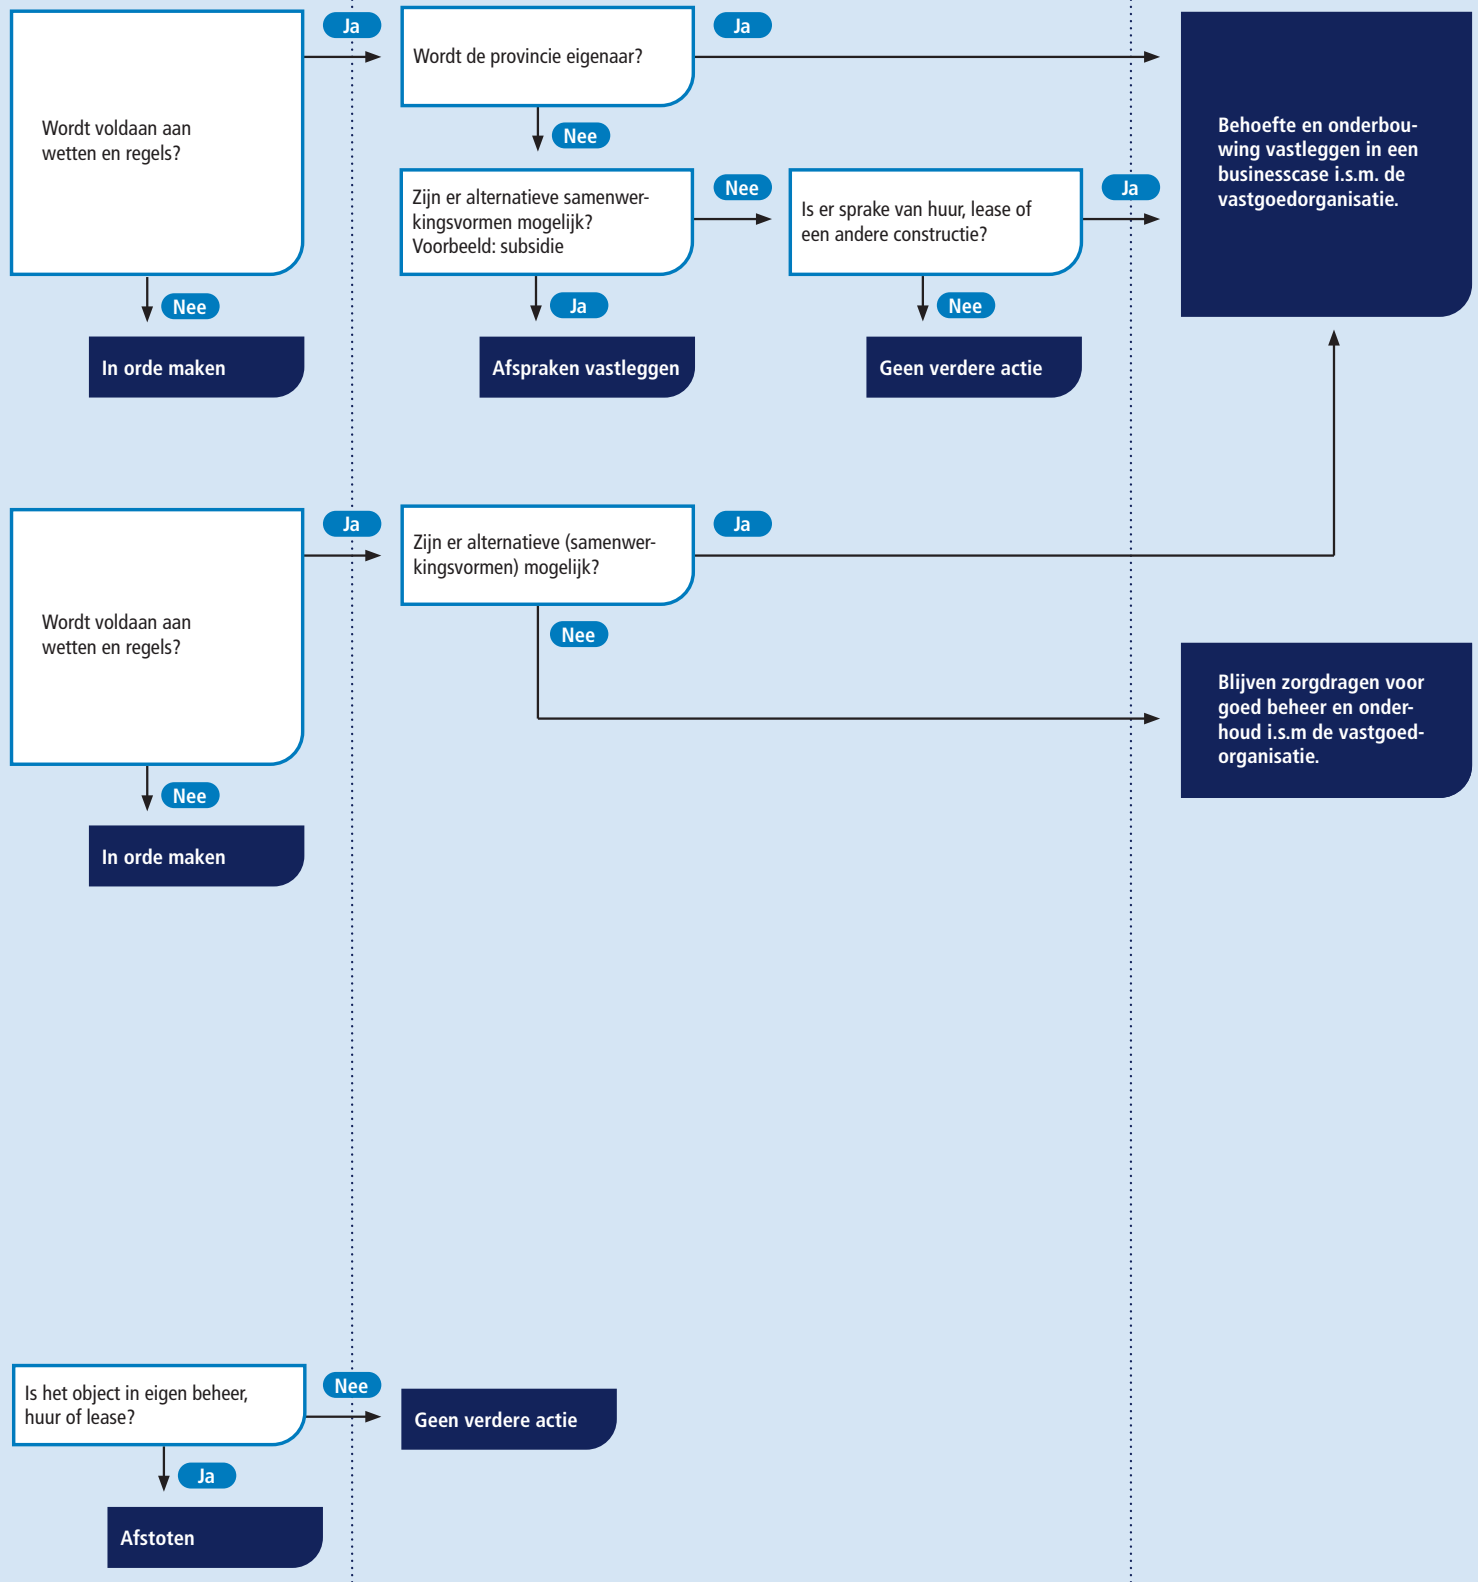 Ja
Ja
Wordt de provincie eigenaar?
Wordt voldaan aan
wetten en regels?
Nee
Behoefte en onderbou-
wing vastleggen in een
businesscase i.s.m. de
vastgoedorganisatie.
Zijn er alternatieve samenwer-
kingsvormen mogelijk?
Voorbeeld: subsidie
Nee
Is er sprake van huur, lease of
een andere constructie?
Ja
Nee
Ja
Nee
In orde maken
Afspraken vastleggen
Geen verdere actie
Ja
Zijn er alternatieve (samenwer-
kingsvormen) mogelijk?
Ja
Wordt voldaan aan
wetten en regels?
Nee
Blijven zorgdragen voor
goed beheer en onder-
houd i.s.m de vastgoed-
organisatie.
Nee
In orde maken
Is het object in eigen beheer,
huur of lease?
Nee
Geen verdere actie
Ja
Afstoten